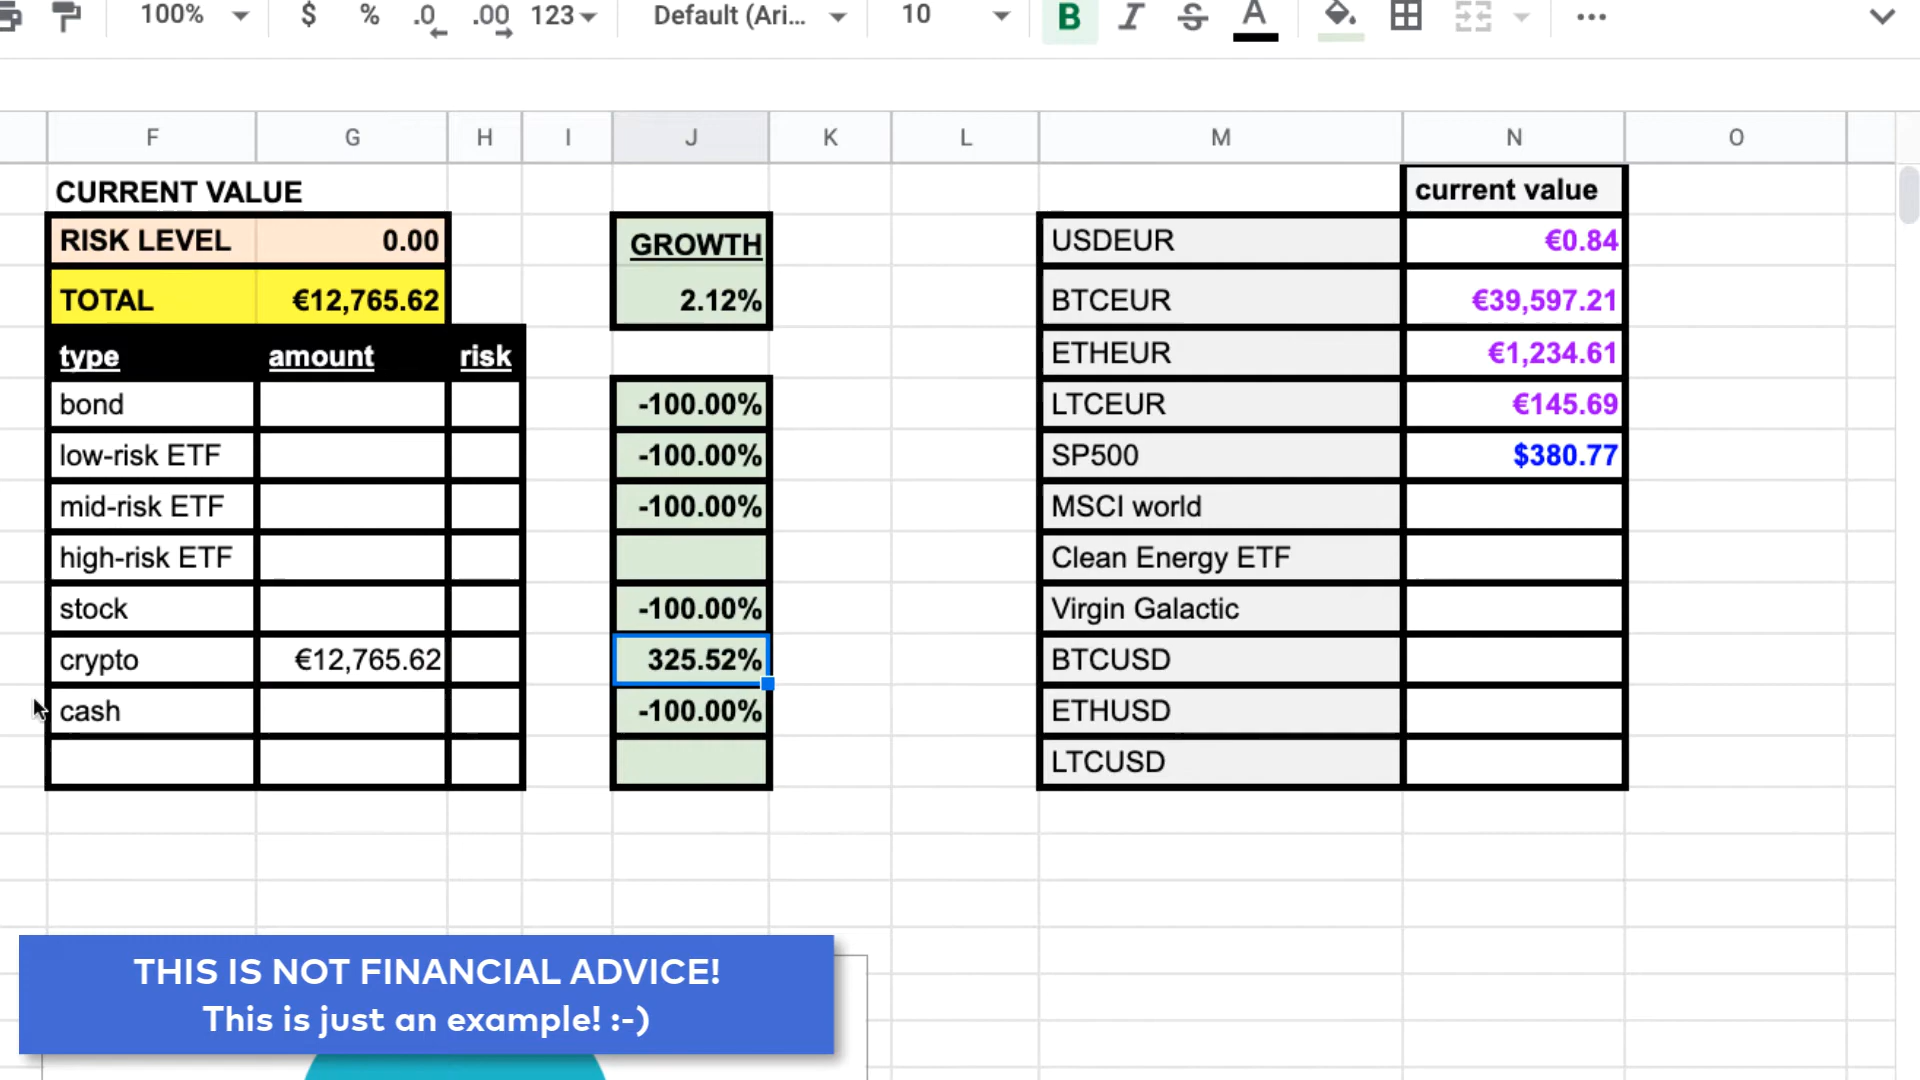 100% $ % .0 .00 123 Default (Ari... 10 B I S A
F G H I J K L M N O
CURRENT VALUE current value
RISK LEVEL 0.00 GROWTH USDEUR €0.84
TOTAL €12,765.62 2.12% BTCEUR €39,597.21
type amount risk ETHEUR €1,234.61
bond -100.00% LTCEUR €145.69
low-risk ETF -100.00% SP500 $380.77
mid-risk ETF -100.00% MSCI world
high-risk ETF Clean Energy ETF
stock -100.00% Virgin Galactic
crypto €12,765.62 325.52% BTCUSD
cash -100.00% ETHUSD
LTCUSD
THIS IS NOT FINANCIAL ADVICE!
This is just an example! :-)